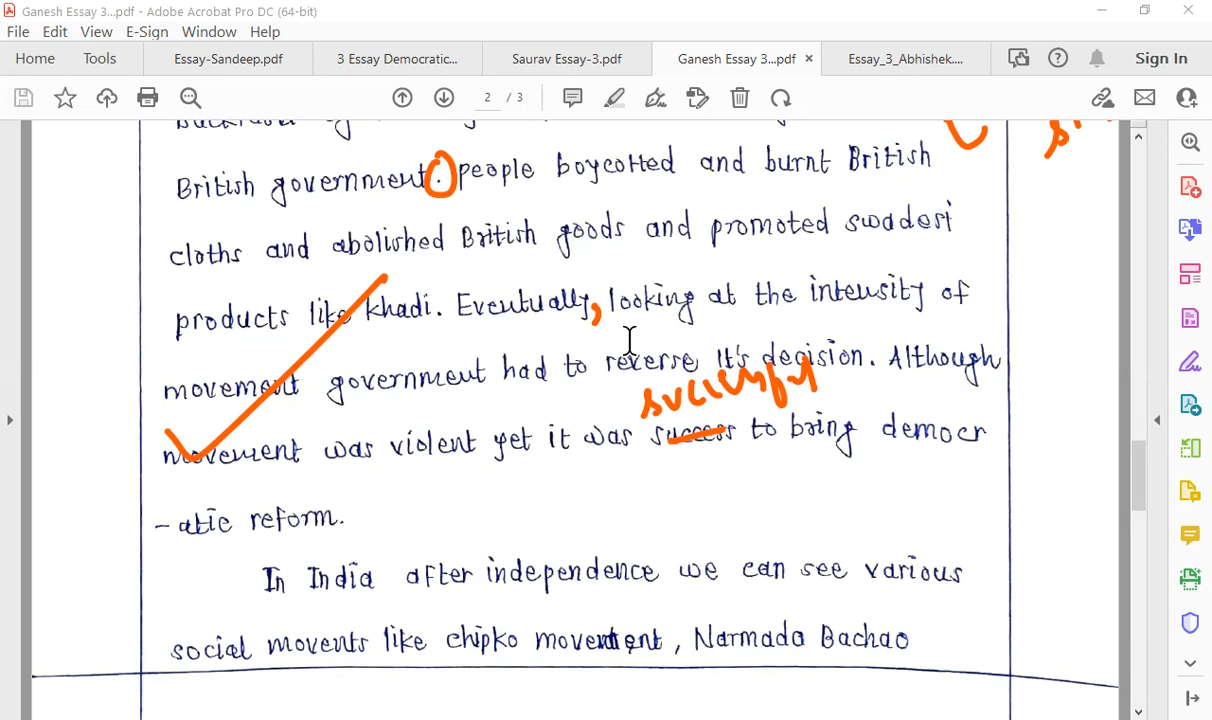 Ganesh Essay 3...pdf - Adobe Acrobat Pro DC (64-bit)
File Edit View E-Sign Window Help
Home Tools Essay-Sandeep.pdf 3 Essay Democratic... Saurav Essay-3.pdf Ganesh Essay 3...pdf × Essay_3_Abhishek.... Sign In
2 / 3
British government. people boycotted and burnt British
cloths and abolished British goods and promoted swadesi
products like khadi. Eventually, looking at the intensity of
movement government had to reverse it's decision. Although
successful
movement was violent yet it was success to bring democr
-atic reform.
In India after independence we can see various
social movents like chipko movement, Narmada Bachao